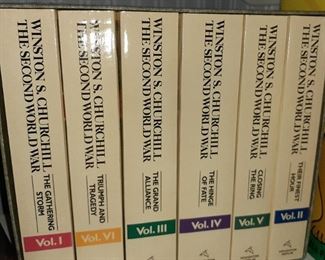 WINSTON S. CHURCHILL
THE SECOND WORLD WAR
THE GATHERING
STORM
Vol. I
WINSTON S. CHURCHILL
THE SECOND WORLD WAR
TRIUMPH AND
TRAGEDY
Vol. VI
WINSTON S. CHURCHILL
THE SECOND WORLD WAR
THE GRAND
ALLIANCE
Vol. III
WINSTON S. CHURCHILL
THE SECOND WORLD WAR
THE HINGE
OF FATE
Vol. IV
WINSTON S. CHURCHILL
THE SECOND WORLD WAR
CLOSING
THE RING
Vol. V
WINSTON S. CHURCHILL
THE SECOND WORLD WAR
THEIR FINEST
HOUR
Vol. II